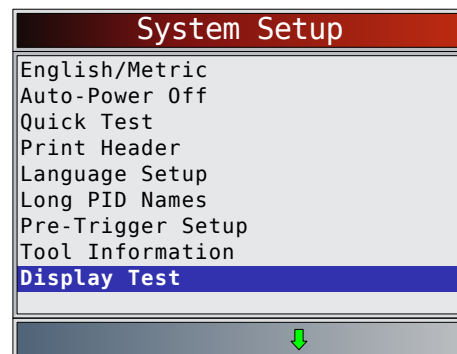 System Setup
English/Metric
Auto-Power Off
Quick Test
Print Header
Language Setup
Long PID Names
Pre-Trigger Setup
Tool Information
Display Test